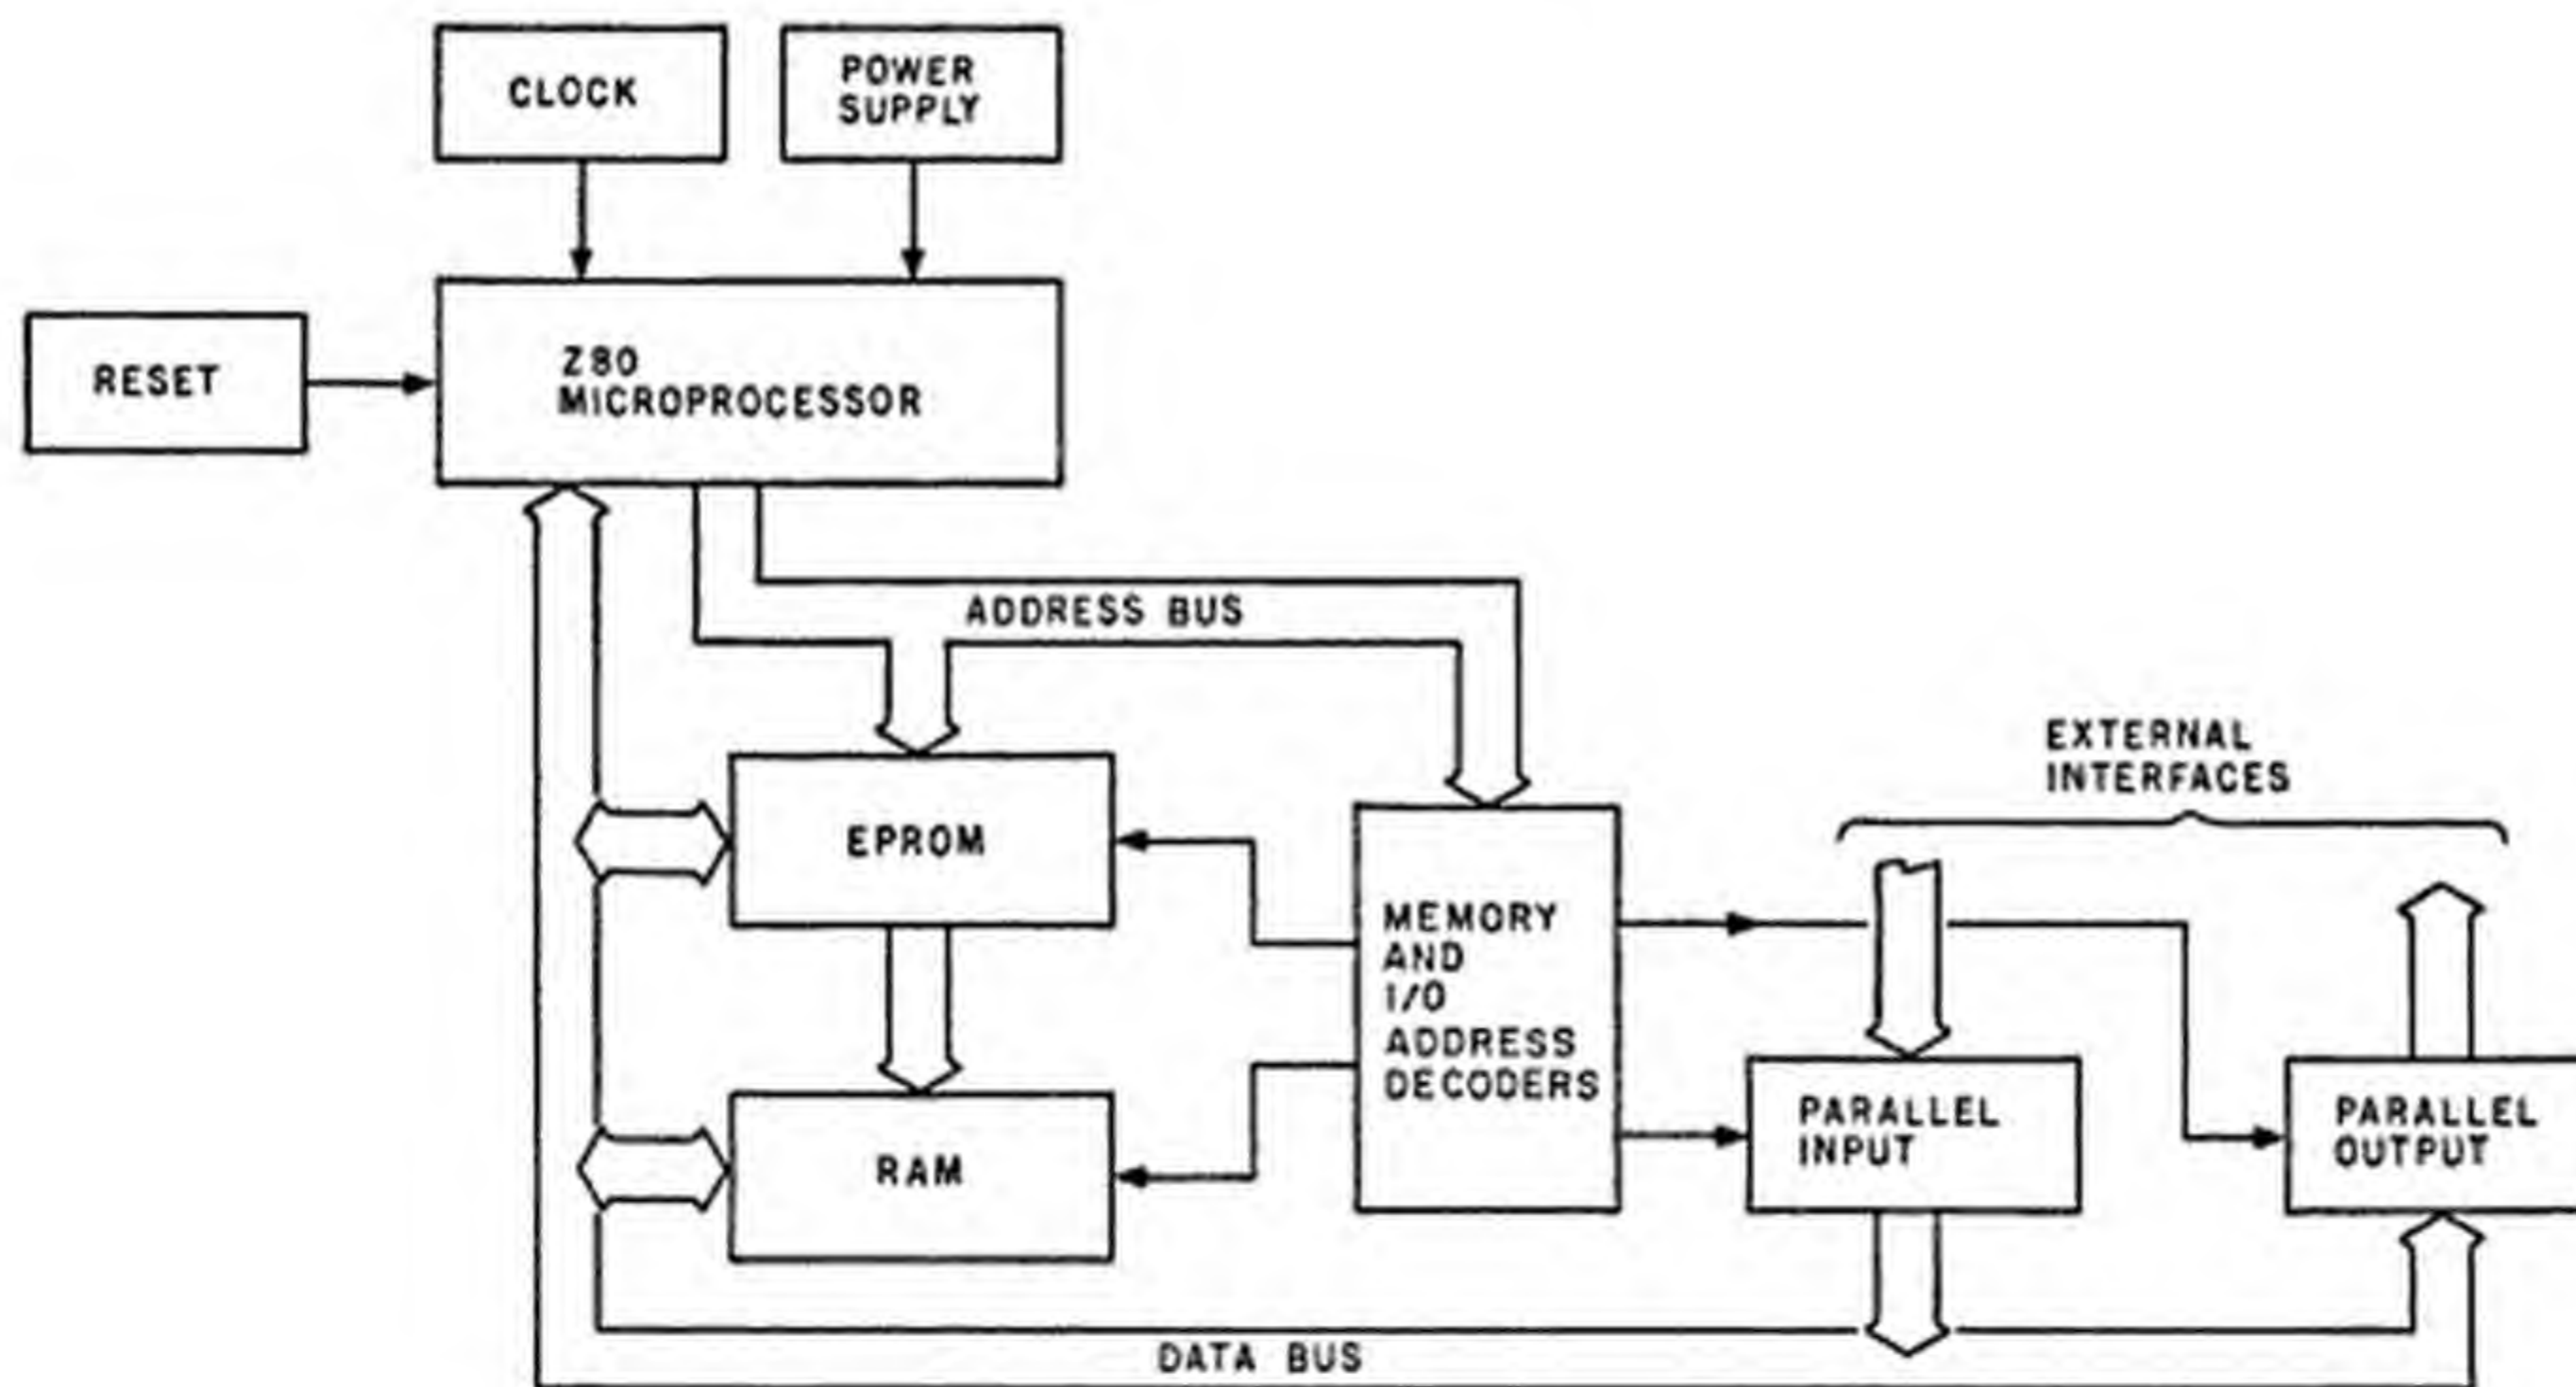 CLOCK
POWER
SUPPLY
RESET
Z80
MICROPROCESSOR
ADDRESS BUS
EXTERNAL
INTERFACES
EPROM
MEMORY
AND
I/O
ADDRESS
DECODERS
PARALLEL
INPUT
PARALLEL
OUTPUT
RAM
DATA BUS